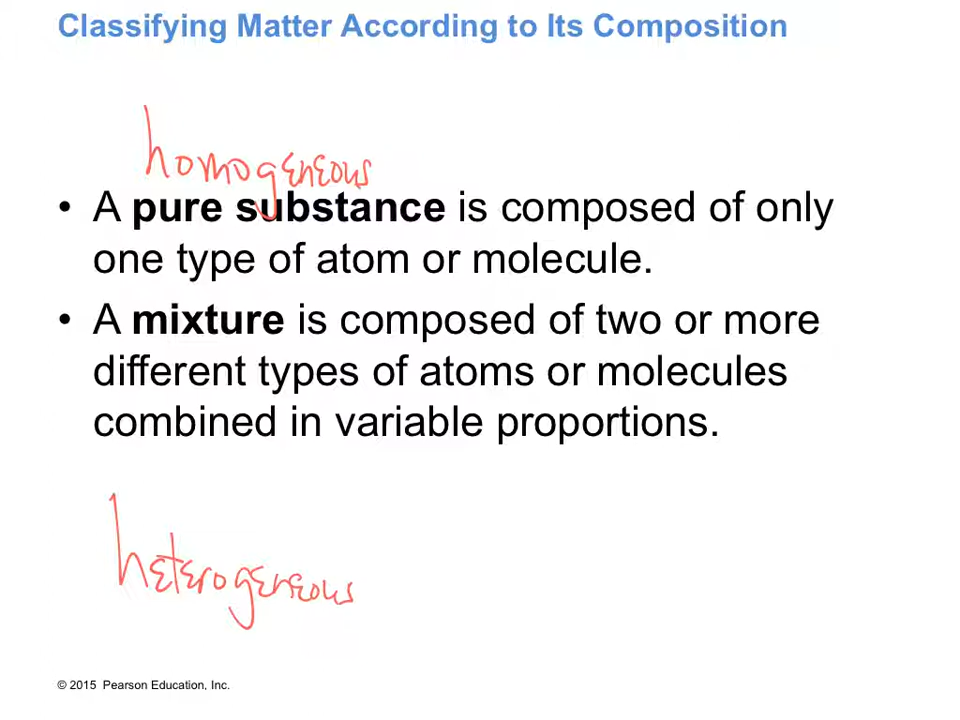 Classifying Matter According to Its Composition
homogeneous
• A pure substance is composed of only
one type of atom or molecule.
• A mixture is composed of two or more
different types of atoms or molecules
combined in variable proportions.
heterogeneous
© 2015 Pearson Education, Inc.